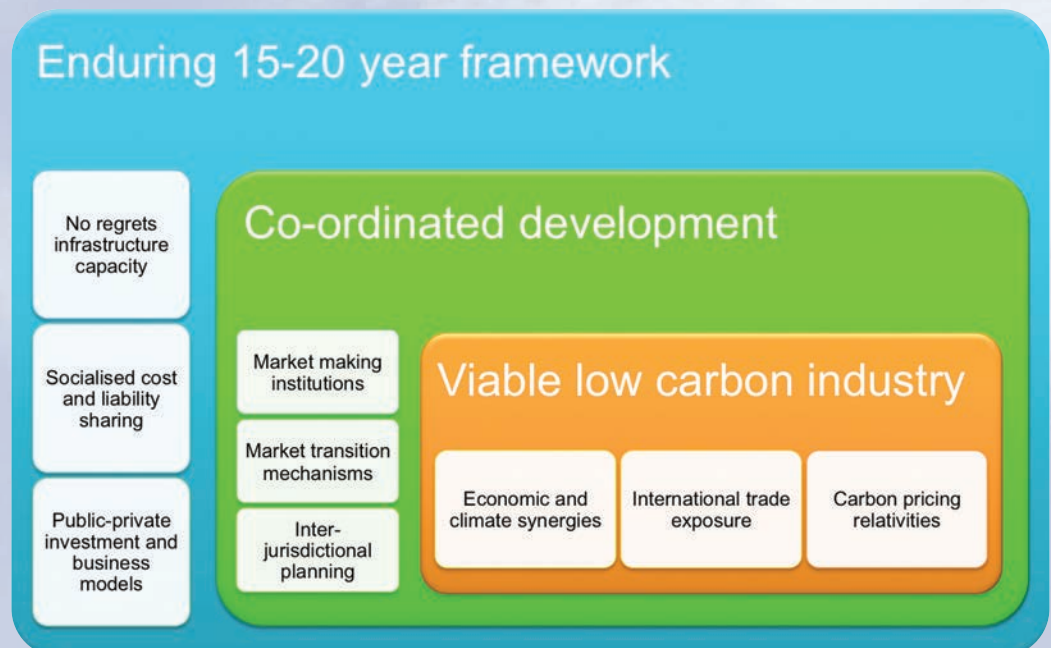 Enduring 15-20 year framework
No regrets
infrastructure
capacity
Socialised cost
and liability
sharing
Public-private
investment and
business
models
Co-ordinated development
Market making
institutions
Market transition
mechanisms
Inter-
jurisdictional
planning
Viable low carbon industry
Economic and
climate synergies
International trade
exposure
Carbon pricing
relativities